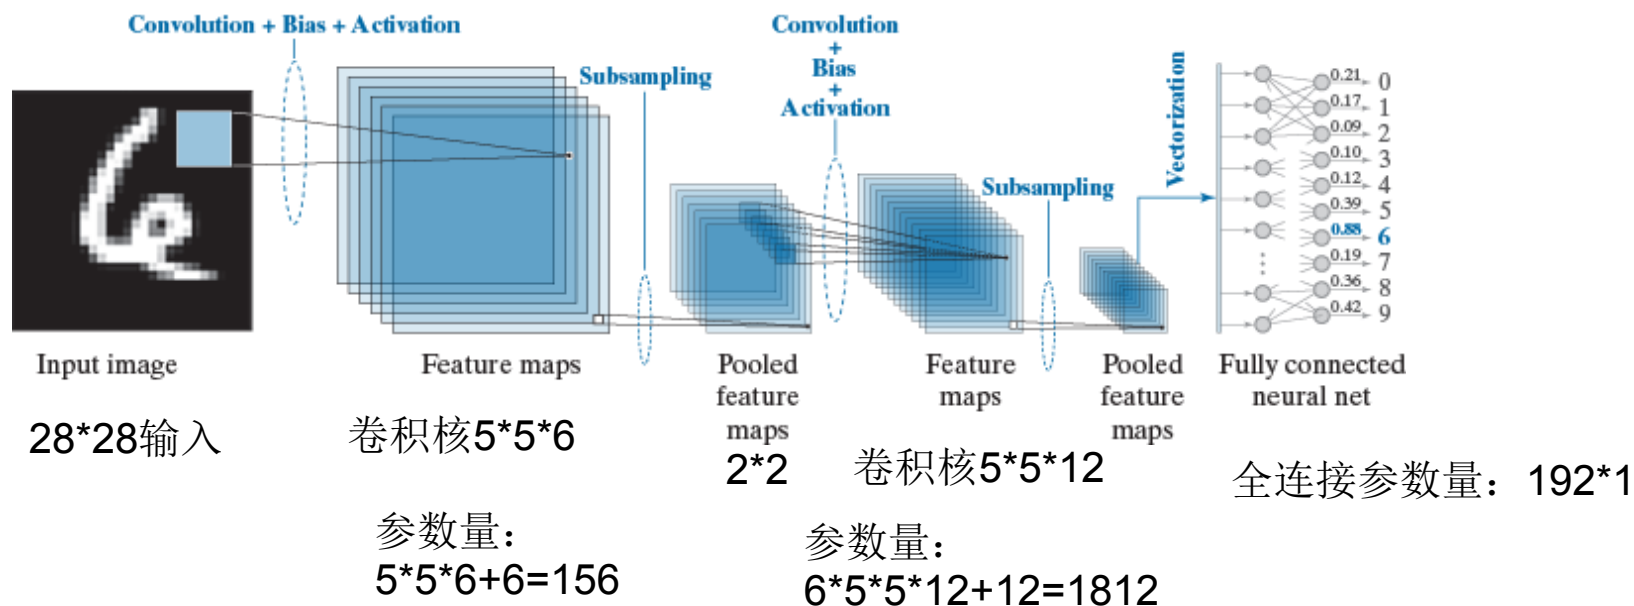 Convolution + Bias + Activation
Subsampling
Convolution
+
Bias
+
Activation
Subsampling
Vectorization
0.21 0
0.17 1
0.09 2
0.10 3
0.12 4
0.39 5
0.88 6
0.19 7
0.36 8
0.42 9
Input image
Feature maps
Pooled
feature
maps
Feature
maps
Pooled
feature
maps
Fully connected
neural net
28*28输入
卷积核5*5*6
2*2
卷积核5*5*12
全连接参数量：192*1
参数量：
5*5*6+6=156
参数量：
6*5*5*12+12=1812